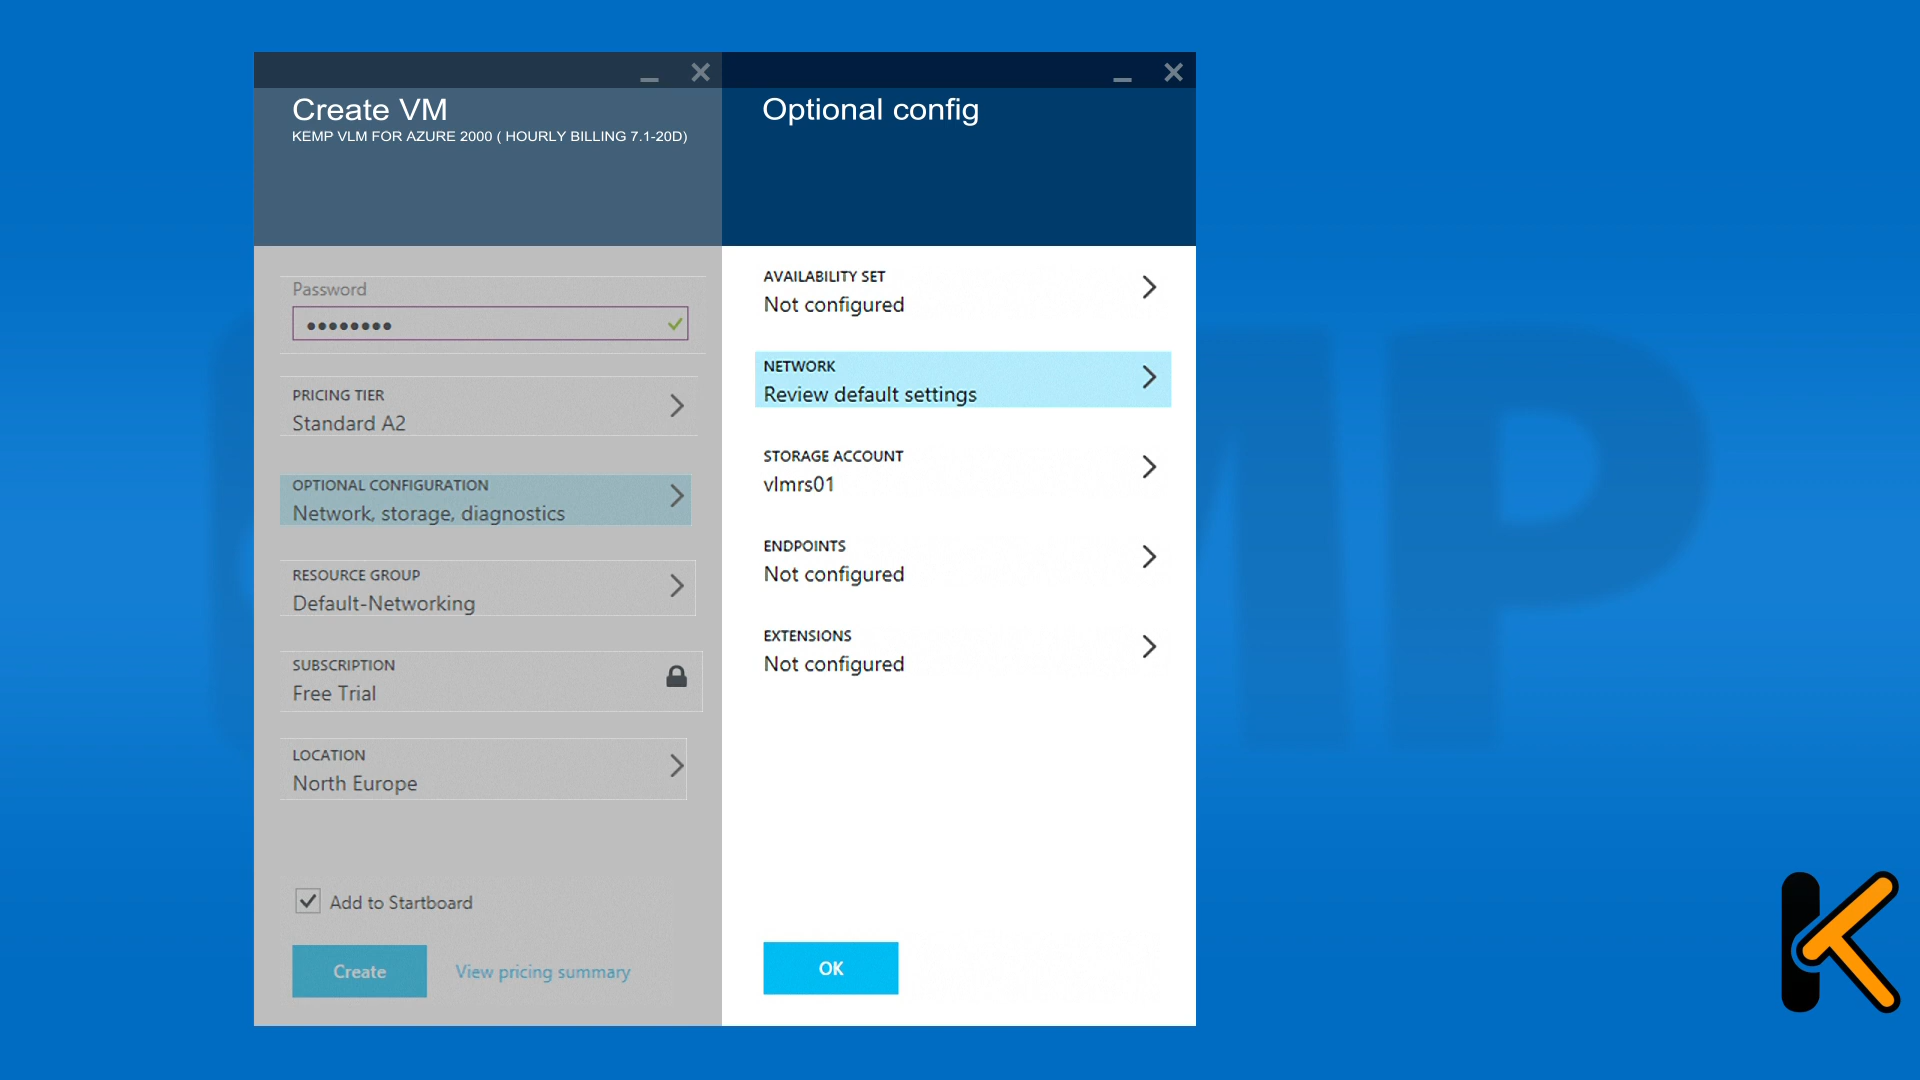 Create VM
KEMP VLM FOR AZURE 2000 ( HOURLY BILLING 7.1-20D)
Password
PRICING TIER
Standard A2
OPTIONAL CONFIGURATION
Network, storage, diagnostics
RESOURCE GROUP
Default-Networking
SUBSCRIPTION
Free Trial
LOCATION
North Europe
Add to Startboard
Create
View pricing summary
Optional config
AVAILABILITY SET
Not configured
NETWORK
Review default settings
STORAGE ACCOUNT
vlmrs01
ENDPOINTS
Not configured
EXTENSIONS
Not configured
OK
MP
K